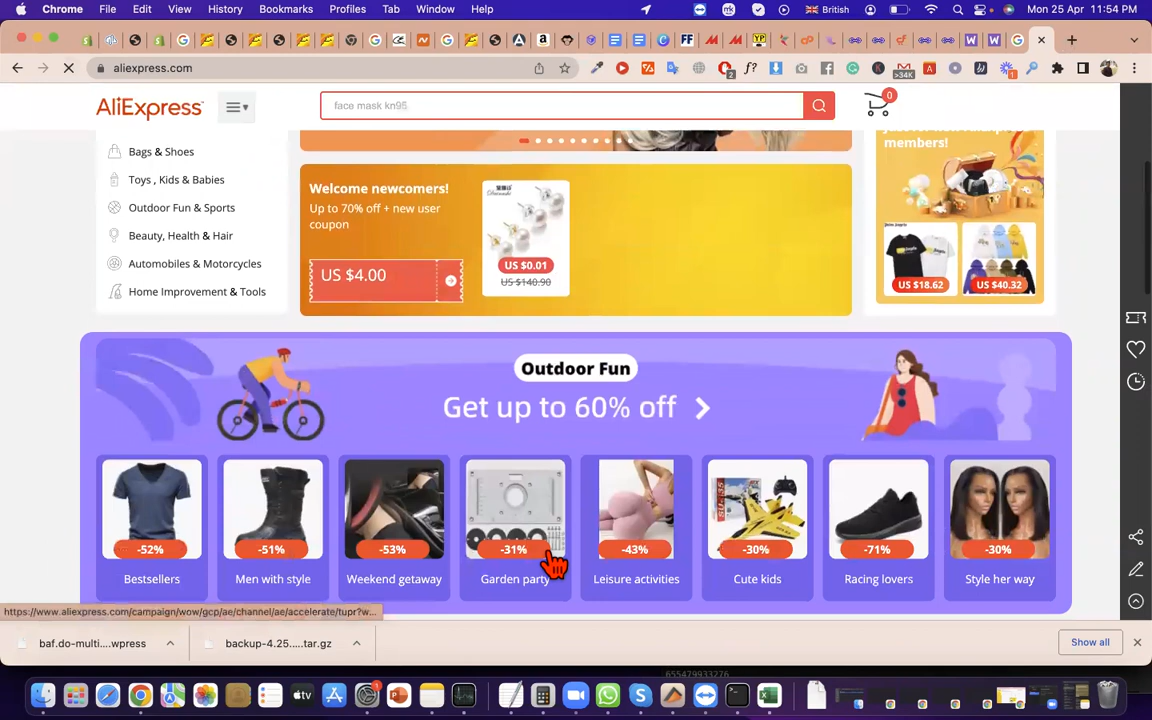 Chrome File Edit View History Bookmarks Profiles Tab Window Help British Mon 25 Apr 11:54 PM
aliexpress.com
>34K
AliExpress
face mask kn95
0
members!
Bags & Shoes
Toys , Kids & Babies
Outdoor Fun & Sports
Beauty, Health & Hair
Automobiles & Motorcycles
Home Improvement & Tools
Welcome newcomers!
Up to 70% off + new user
coupon
US $4.00
US $0.01
US $140.90
US $18.62
US $40.32
Outdoor Fun
Get up to 60% off
-52%
-51%
-53%
-31%
-43%
-30%
-71%
-30%
Bestsellers
Men with style
Weekend getaway
Garden party
Leisure activities
Cute kids
Racing lovers
Style her way
https://www.aliexpress.com/campaign/wow/gcp/ae/channel/ae/accelerate/tupr?w...
baf.do-multi....wpress
backup-4.25.....tar.gz
Show all
655479933276